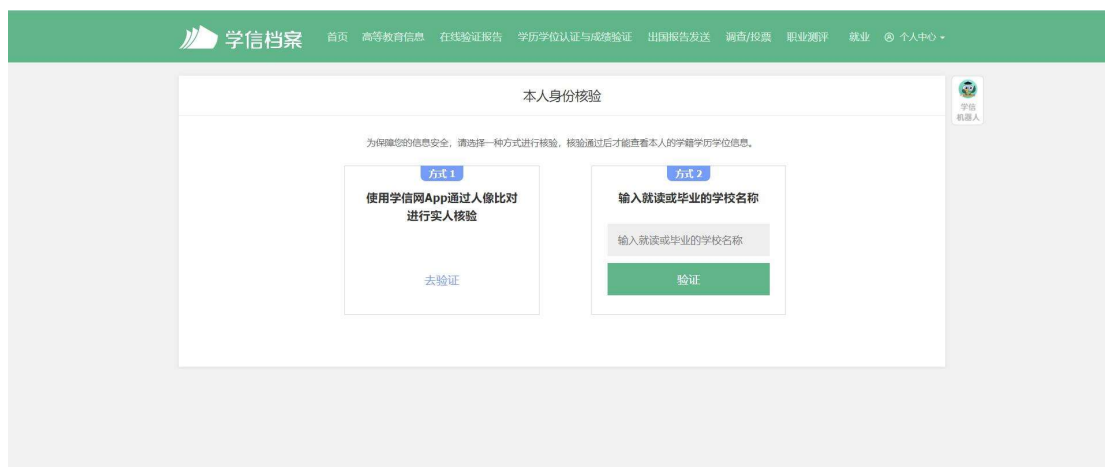 学信档案 首页 高等教育信息 在线验证报告 学历学位认证与成绩验证 出国报告发送 调查/投票 职业测评 就业 个人中心
本人身份核验
学信
机器人
为保障您的信息安全,请选择一种方式进行核验,核验通过后才能查看本人的学籍学历学位信息。
方式 1
使用学信网App通过人像比对
进行实人核验
去验证
方式 2
输入就读或毕业的学校名称
输入就读或毕业的学校名称
验证